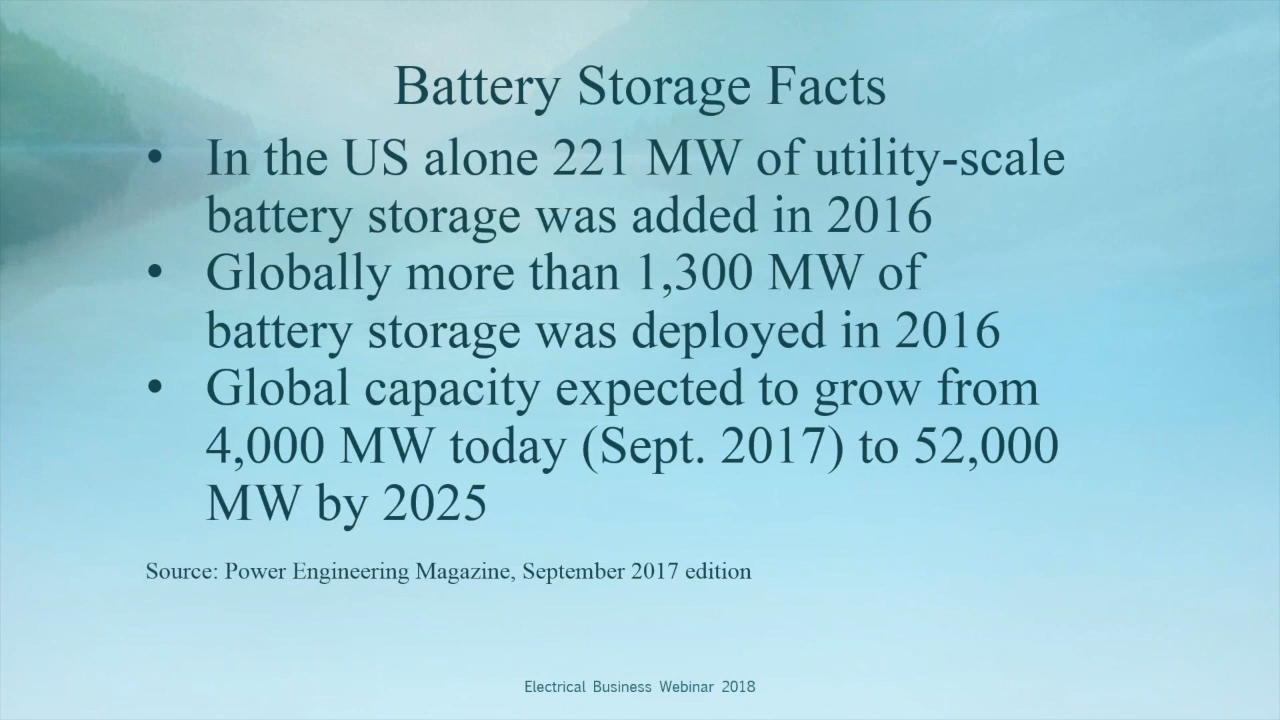 Battery Storage Facts
• In the US alone 221 MW of utility-scale
battery storage was added in 2016
• Globally more than 1,300 MW of
battery storage was deployed in 2016
• Global capacity expected to grow from
4,000 MW today (Sept. 2017) to 52,000
MW by 2025
Source: Power Engineering Magazine, September 2017 edition
Electrical Business Webinar 2018